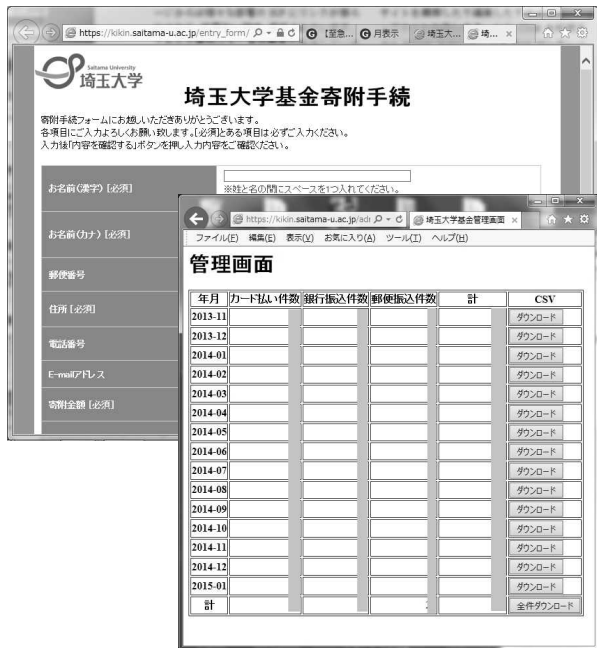 https://kikin.saitama-u.ac.jp/entry_form/
【至急...
月表示
埼玉大...
埼...
Saitama University
埼玉大学
埼玉大学基金寄附手続
寄附手続フォームにお越しいただきありがとうございます。
各項目にご入力よろしくお願い致します。[必須]とある項目は必ずご入力ください。
入力後「内容を確認する」ボタンを押し入力内容をご確認ください。
お名前(漢字) [必須]
※姓と名の間にスペースを1つ入れてください。
お名前(カナ) [必須]
郵便番号
住所 [必須]
電話番号
E-mailアドレス
寄附金額 [必須]
https://kikin.saitama-u.ac.jp/adı
埼玉大学基金管理画面
ファイル(F) 編集(E) 表示(V) お気に入り(A) ツール(T) ヘルプ(H)
管理画面
年月 カード払い件数 銀行振込件数 郵便振込件数 計 CSV
2013-11 ダウンロード
2013-12 ダウンロード
2014-01 ダウンロード
2014-02 ダウンロード
2014-03 ダウンロード
2014-04 ダウンロード
2014-05 ダウンロード
2014-06 ダウンロード
2014-07 ダウンロード
2014-08 ダウンロード
2014-09 ダウンロード
2014-10 ダウンロード
2014-11 ダウンロード
2014-12 ダウンロード
2015-01 ダウンロード
計 全件ダウンロード